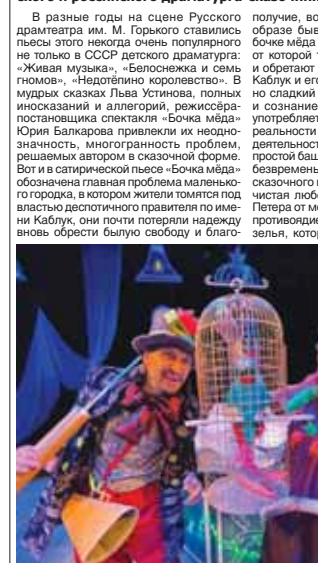 В разные годы на сцене Русского
драмтеатра им. М. Горького ставились
пьесы этого некогда очень популярного
не только в СССР детского драматурга:
«Живая музыка», «Белоснежка и семь
гномов», «Недотёпино королевство». В
мудрых сказках Льва Устинова, полных
иносказаний и аллегорий, режиссёра-
постановщика спектакля «Бочка мёда»
Юрия Балкарова привлекли их неодно-
значность, многогранность проблем,
решаемых автором в сказочной форме.
Вот и в сатирической пьесе «Бочка мёда»
обозначена главная проблема маленько-
го городка, в котором жители томятся под
властью деспотичного правителя по име-
ни Каблук, они почти потеряли надежду
вновь обрести былую свободу и благо-
получие, во
образе быв
бочке мёда
от которой
и обретают
Каблук и его
но сладкий
и сознание
употребляет
реальности
деятельност
простой баш
безвремень
сказочного
чистая любо
Петера от м
противоядие
зелья, котор